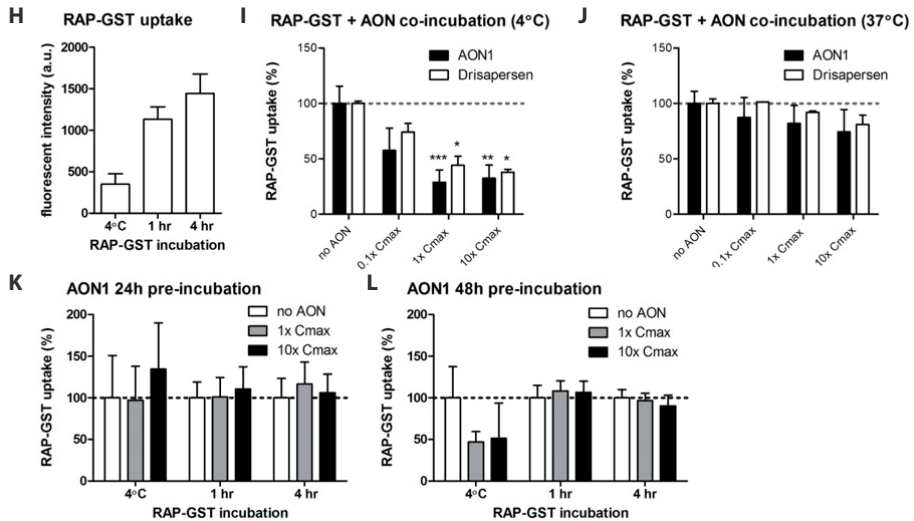 H
RAP-GST uptake
fluorescent intensity (a.u.)
2000
1500
1000
500
0
4°C 1 hr 4 hr
RAP-GST incubation
I
RAP-GST + AON co-incubation (4°C)
RAP-GST uptake (%)
150
100
50
0
AON1
Drisapersen
***
*
**
*
no AON
0.1x Cmax
1x Cmax
10x Cmax
J
RAP-GST + AON co-incubation (37°C)
RAP-GST uptake (%)
150
100
50
0
AON1
Drisapersen
no AON
0.1x Cmax
1x Cmax
10x Cmax
K
AON1 24h pre-incubation
RAP-GST uptake (%)
200
150
100
50
0
no AON
1x Cmax
10x Cmax
4°C 1 hr 4 hr
RAP-GST incubation
L
AON1 48h pre-incubation
RAP-GST uptake (%)
200
150
100
50
0
no AON
1x Cmax
10x Cmax
4°C 1 hr 4 hr
RAP-GST incubation